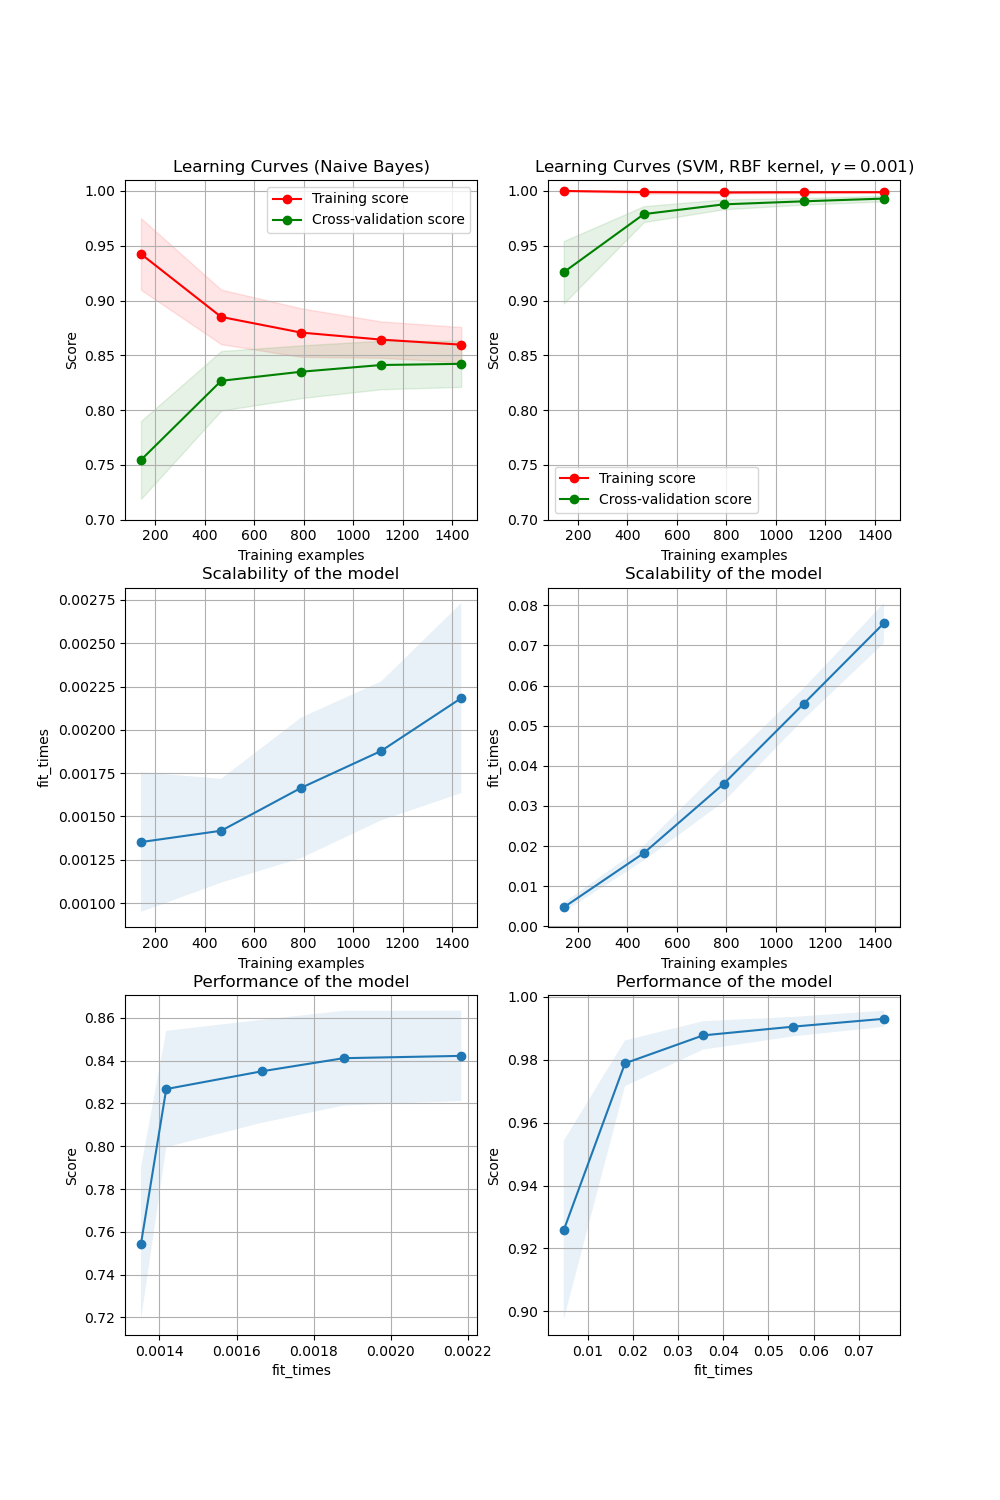 Learning Curves (Naive Bayes)
1.00
0.95
0.90
0.85
0.80
0.75
0.70
Score
Training score
Cross-validation score
200 400 600 800 1000 1200 1400
Training examples
Learning Curves (SVM, RBF kernel, γ = 0.001)
1.00
0.95
0.90
0.85
0.80
0.75
0.70
Score
Training score
Cross-validation score
200 400 600 800 1000 1200 1400
Training examples
Scalability of the model
0.00275
0.00250
0.00225
0.00200
0.00175
0.00150
0.00125
0.00100
fit_times
200 400 600 800 1000 1200 1400
Training examples
Scalability of the model
0.08
0.07
0.06
0.05
0.04
0.03
0.02
0.01
0.00
fit_times
200 400 600 800 1000 1200 1400
Training examples
Performance of the model
0.86
0.84
0.82
0.80
0.78
0.76
0.74
0.72
Score
0.0014 0.0016 0.0018 0.0020 0.0022
fit_times
Performance of the model
1.00
0.98
0.96
0.94
0.92
0.90
Score
0.01 0.02 0.03 0.04 0.05 0.06 0.07
fit_times